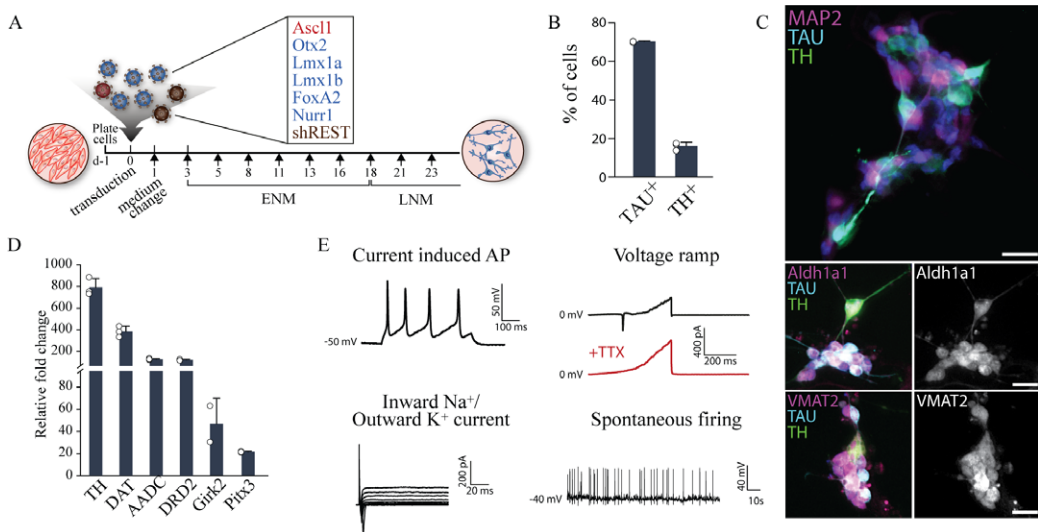 A
Ascl1
Otx2
Lmx1a
Lmx1b
FoxA2
Nurr1
shREST
Plate
cells
d-1 0 1 3 5 8 11 13 16 18 21 23
transduction
medium
change
ENM
LNM
B
% of cells
80
60
40
20
0
TAU+
TH+
C
MAP2
TAU
TH
Aldh1a1
TAU
TH
Aldh1a1
VMAT2
TAU
TH
VMAT2
D
Relative fold change
1000
800
600
400
200
80
60
40
20
0
TH
DAT
AADC
DRD2
Girk2
Pitx3
E
Current induced AP
-50 mV
50 mV
100 ms
Voltage ramp
0 mV
+TTX
0 mV
400 pA
200 ms
Inward Na+/
Outward K+ current
200 pA
20 ms
Spontaneous firing
-40 mV
40 mV
10s